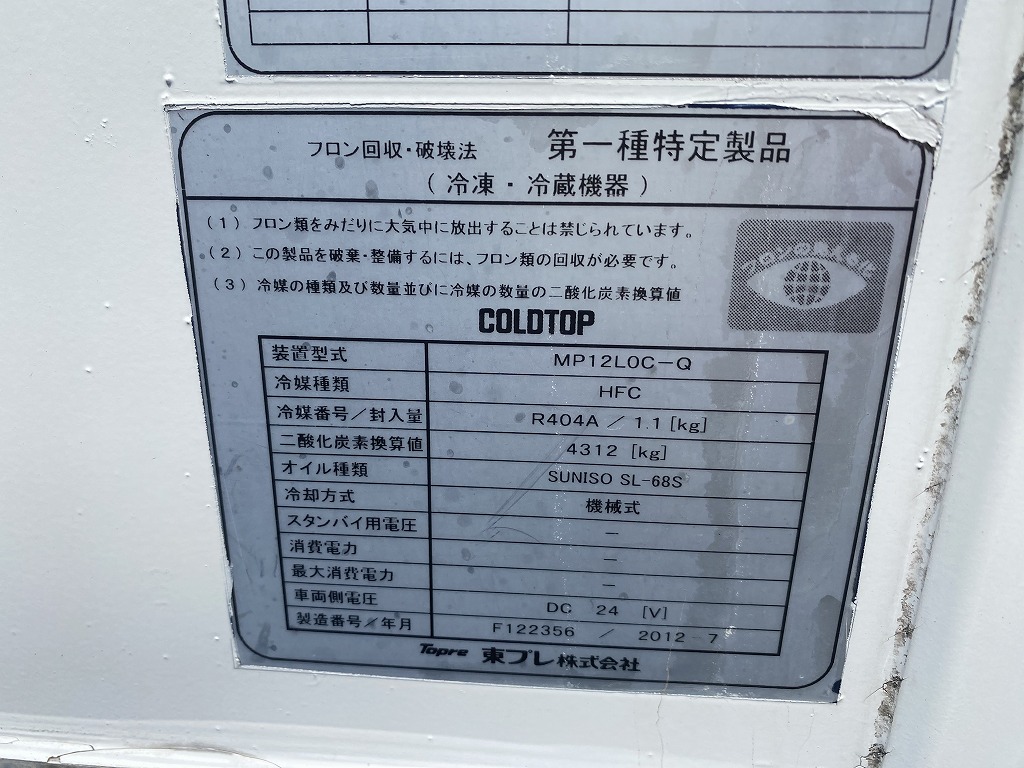 フロン回収・破壊法 第一種特定製品
（冷凍・冷蔵機器）
（１）フロン類をみだりに大気中に放出することは禁じられています。
（２）この製品を破棄・整備するには、フロン類の回収が必要です。
（３）冷媒の種類及び数量並びに冷媒の数量の二酸化炭素換算値
COLDTOP
装置型式 MP12L0C-Q
冷媒種類 HFC
冷媒番号／封入量 R404A ／ 1.1 [kg]
二酸化炭素換算値 4312 [kg]
オイル種類 SUNISO SL-68S
冷却方式 機械式
スタンバイ用電圧 －
消費電力 －
最大消費電力 －
車両側電圧 DC 24 [V]
製造番号／年月 F122356 ／ 2012-7
Topre 東プレ株式会社